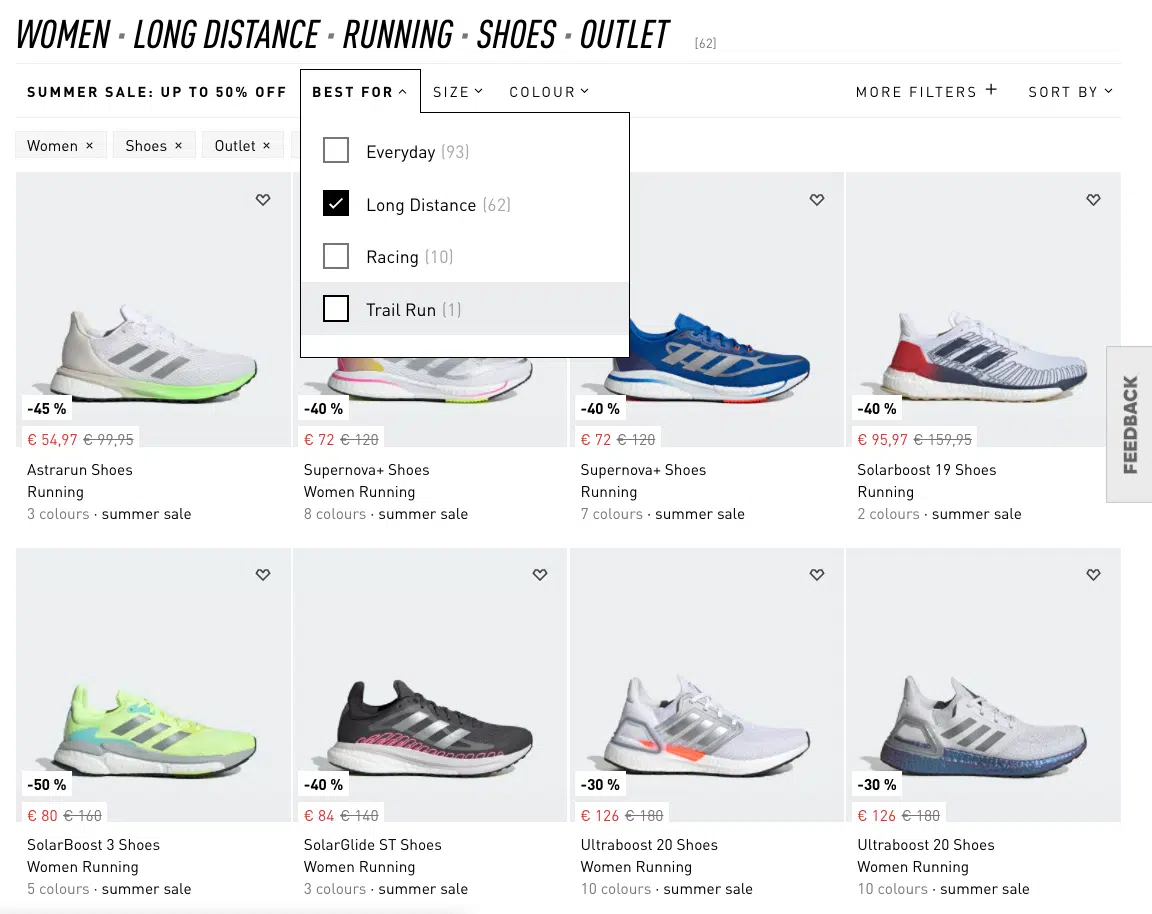 WOMEN · LONG DISTANCE · RUNNING · SHOES · OUTLET [62]
SUMMER SALE: UP TO 50% OFF BEST FOR SIZE COLOUR MORE FILTERS + SORT BY
Women × Shoes × Outlet ×
Everyday (93)
Long Distance (62)
Racing (10)
Trail Run (1)
-45 % -40 % -40 % -40 %
€ 54,97 € 99,95 € 72 € 120 € 72 € 120 € 95,97 € 159,95
Astrarun Shoes Supernova+ Shoes Supernova+ Shoes Solarboost 19 Shoes
Running Women Running Running Running
3 colours · summer sale 8 colours · summer sale 7 colours · summer sale 2 colours · summer sale
FEEDBACK
-50 % -40 % -30 % -30 %
€ 80 € 160 € 84 € 140 € 126 € 180 € 126 € 180
SolarBoost 3 Shoes SolarGlide ST Shoes Ultraboost 20 Shoes Ultraboost 20 Shoes
Women Running Women Running Women Running Women Running
5 colours · summer sale 3 colours · summer sale 10 colours · summer sale 10 colours · summer sale